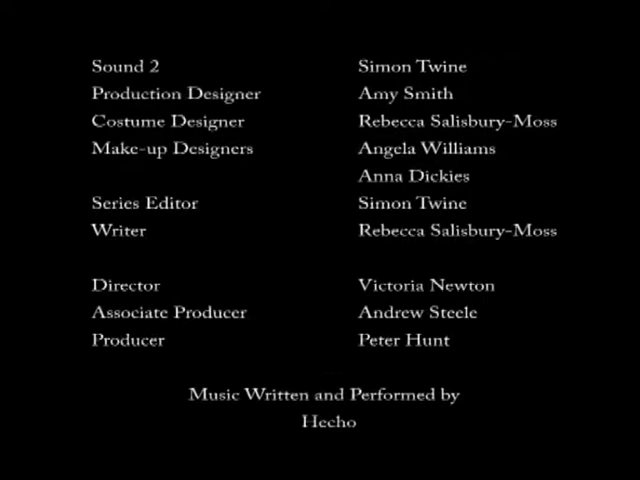 Sound 2 Simon Twine
Production Designer Amy Smith
Costume Designer Rebecca Salisbury-Moss
Make-up Designers Angela Williams
Anna Dickies
Series Editor Simon Twine
Writer Rebecca Salisbury-Moss
Director Victoria Newton
Associate Producer Andrew Steele
Producer Peter Hunt
Music Written and Performed by
Hecho